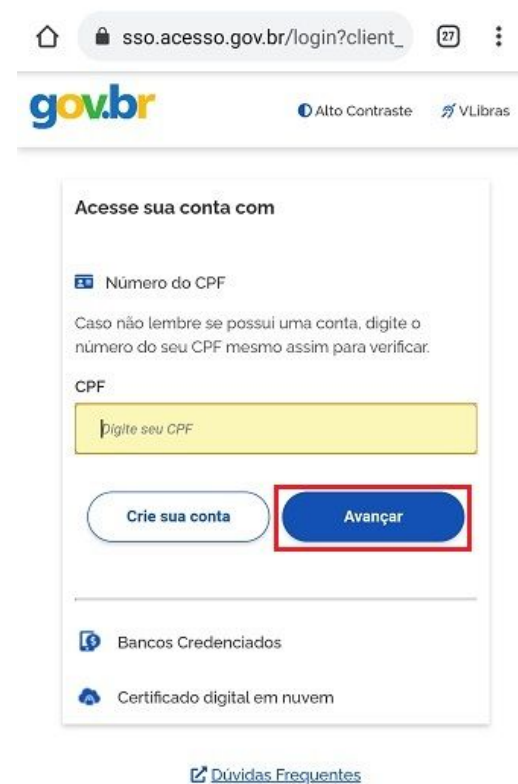 sso.acesso.gov.br/login?client_ 27
gov.br Alto Contraste VLibras
Acesse sua conta com
Número do CPF
Caso não lembre se possui uma conta, digite o
número do seu CPF mesmo assim para verificar.
CPF
Digite seu CPF
Crie sua conta Avançar
Bancos Credenciados
Certificado digital em nuvem
Dúvidas Frequentes